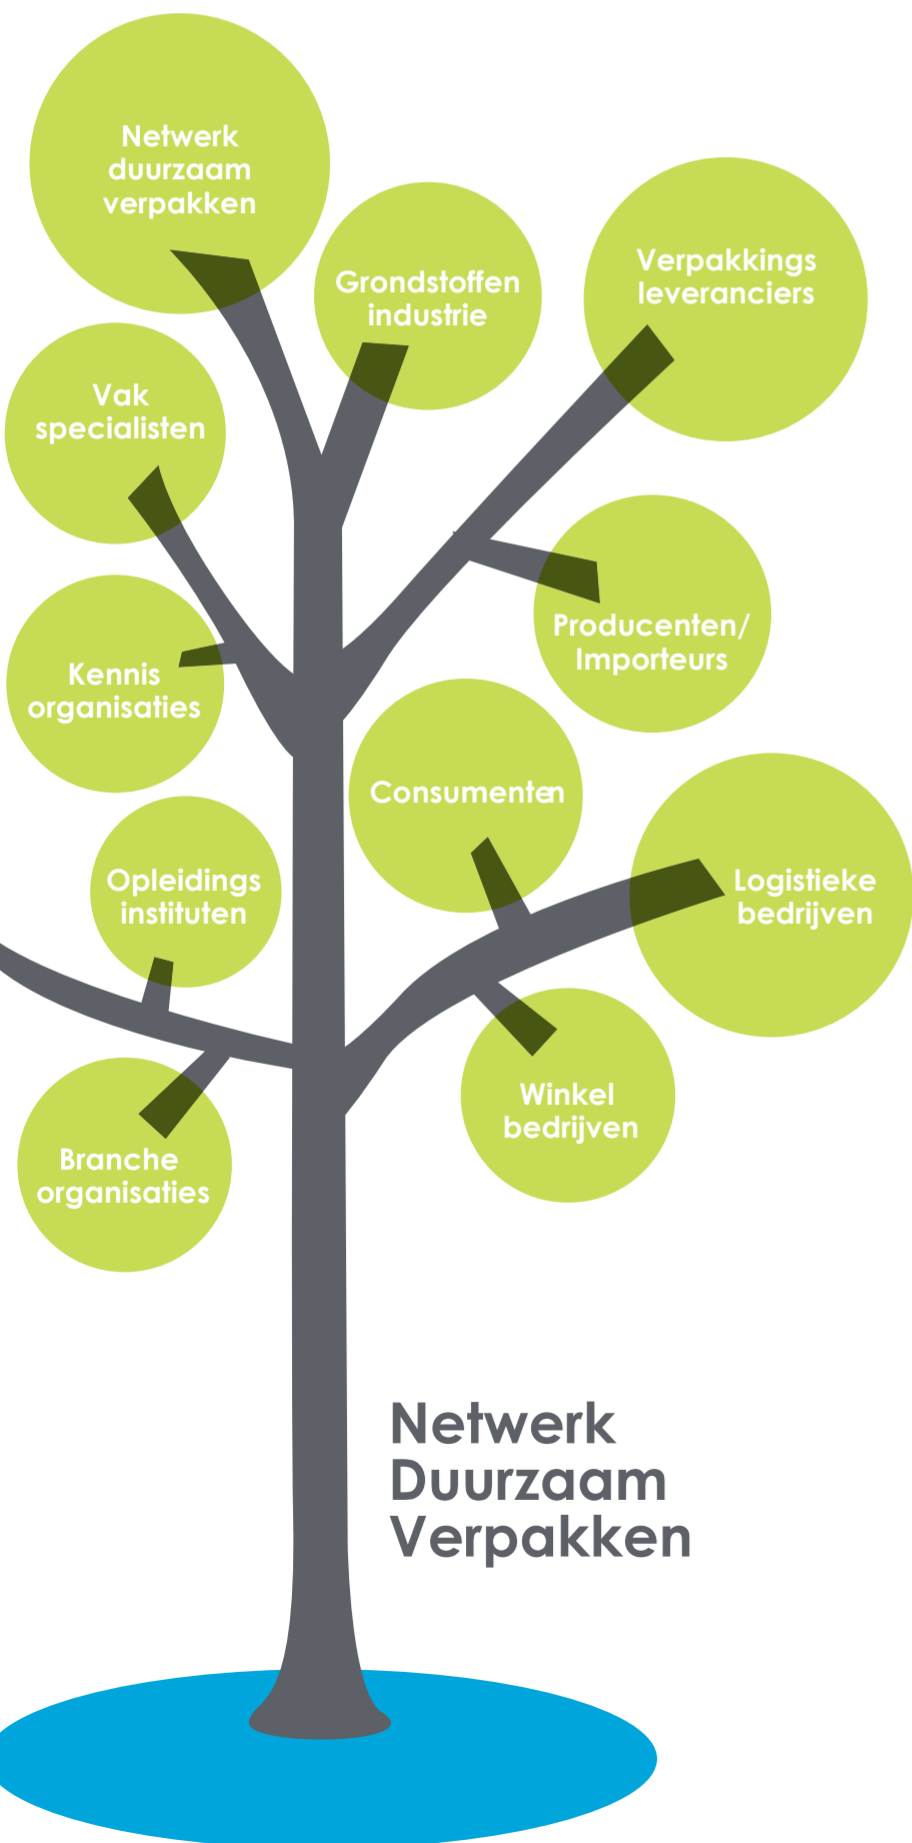 Netwerk
duurzaam
verpakken
Grondstoffen
industrie
Verpakkings
leveranciers
Vak
specialisten
Producenten/
Importeurs
Kennis
organisaties
Consumenten
Opleidings
instituten
Logistieke
bedrijven
Winkel
bedrijven
Branche
organisaties
Netwerk
Duurzaam
Verpakken